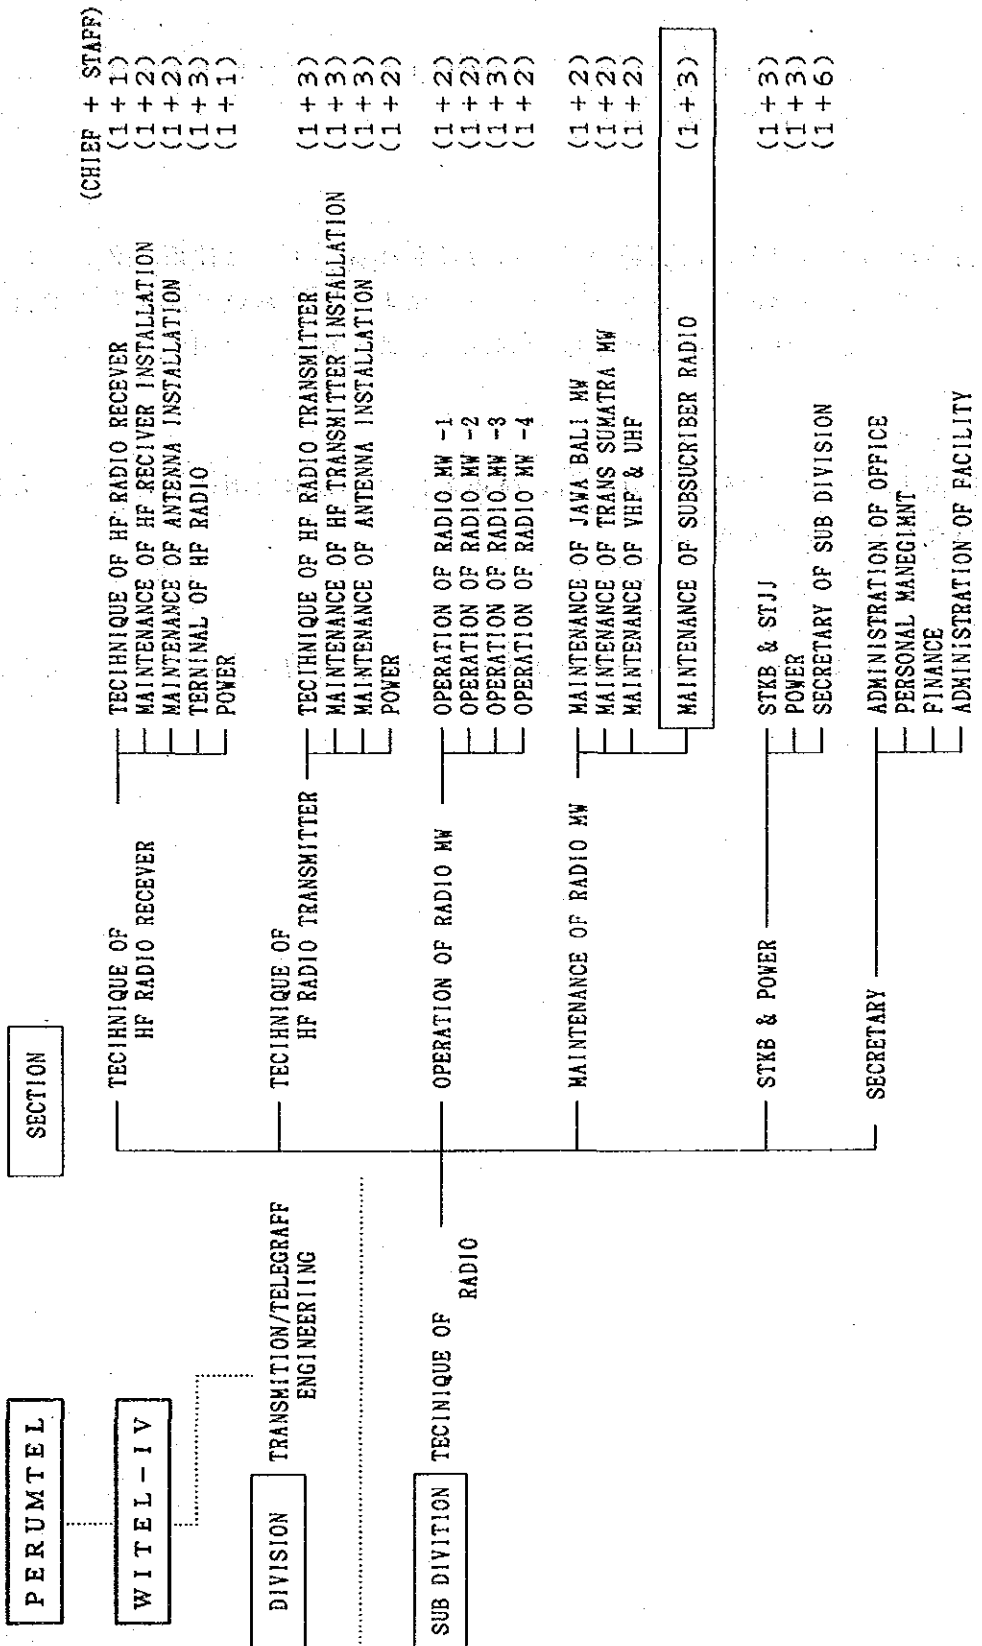 PERUMTEL
WITEL-IV
DIVISION
TRANSMITION/TELEGRAFF
ENGINEERIING
SUB DIVITION
TECINIQUE OF
RADIO
SECTION
(CHIEF + STAFF)
TECIHNIQUE OF
HF RADIO RECEVER
TECIHNIQUE OF HF RADIO RECEVER (1+1)
MAINTENANCE OF HF RECIVER INSTALLATION (1+2)
MAINTENANCE OF ANTENNA INSTALLATION (1+2)
TERNINAL OF HF RADIO (1+3)
POWER (1+1)
TECIHNIQUE OF
HF RADIO TRANSMITTER
TECIHNIQUE OF HF RADIO TRANSMITTER (1+3)
MAINTENANCE OF HF TRANSMITTER INSTALLATION (1+3)
MAINTENANCE OF ANTENNA INSTALLATION (1+3)
POWER (1+2)
OPERATION OF RADIO MW
OPERATION OF RADIO MW -1 (1+2)
OPERATION OF RADIO MW -2 (1+2)
OPERATION OF RADIO MW -3 (1+3)
OPERATION OF RADIO MW -4 (1+2)
MAINTENANCE OF RADIO MW
MAINTENANCE OF JAWA BALI MW (1+2)
MAINTENANCE OF TRANS SUMATRA MW (1+2)
MAINTENANCE OF VHF & UHF (1+2)
MAINTENANCE OF SUBSUCRIBER RADIO (1+3)
STKB & POWER
STKB & STJJ (1+3)
POWER (1+3)
SECRETARY OF SUB DIVISION (1+6)
SECRETARY
ADMINISTRATION OF OFFICE
PERSONAL MANEGIMNT
FINANCE
ADMINISTRATION OF FACILITY